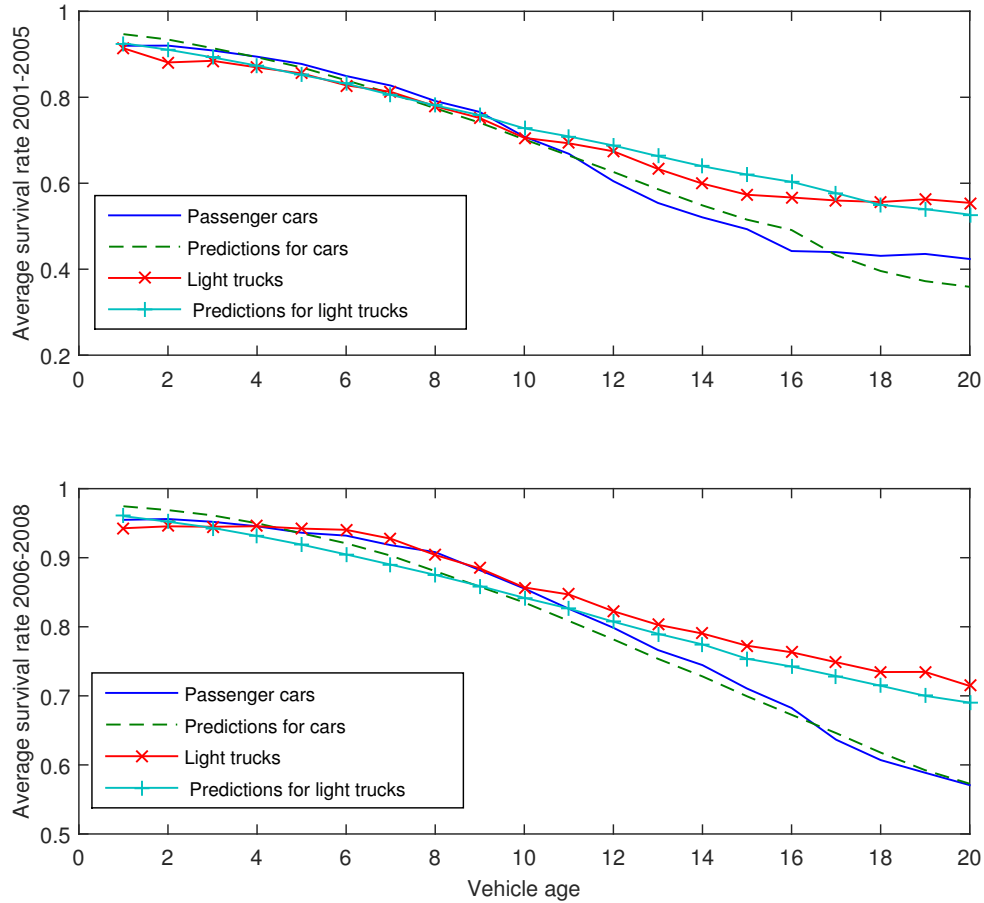 Average survival rate 2001-2005
1
0.8
0.6
0.4
0.2
Passenger cars
Predictions for cars
Light trucks
Predictions for light trucks
0 2 4 6 8 10 12 14 16 18 20
Average survival rate 2006-2008
1
0.9
0.8
0.7
0.6
0.5
Passenger cars
Predictions for cars
Light trucks
Predictions for light trucks
0 2 4 6 8 10 12 14 16 18 20
Vehicle age